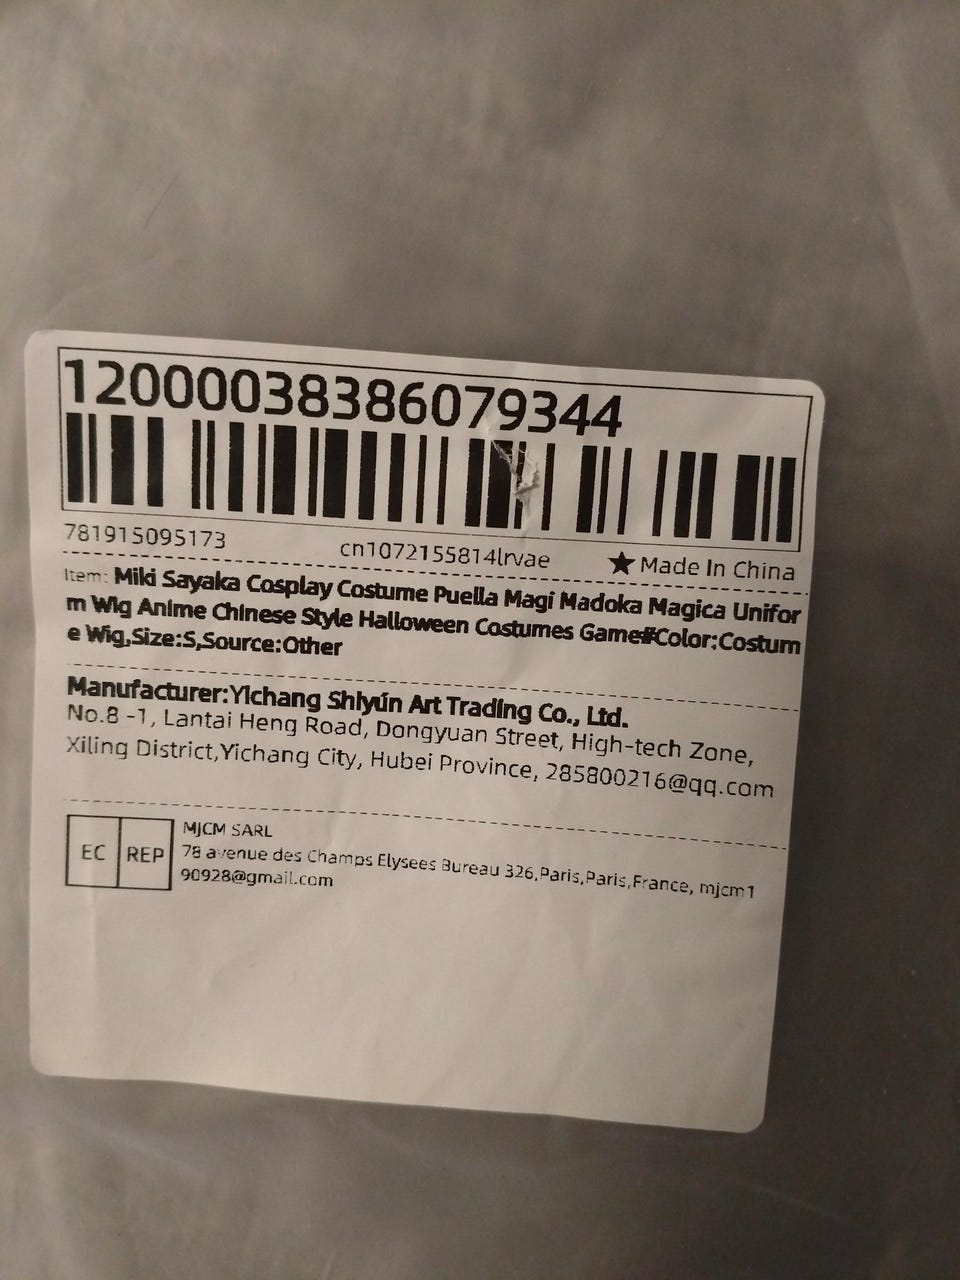 12000038386079344
781915095173 cn1072155814lrvae ★ Made In China
Item: Miki Sayaka Cosplay Costume Puella Magi Madoka Magica Unifor
m Wig Anime Chinese Style Halloween Costumes Game#Color:Costum
e Wig,Size:S,Source:Other
Manufacturer:Yichang Shiyin Art Trading Co., Ltd.
No.8 -1, Lantai Heng Road, Dongyuan Street, High-tech Zone,
Xiling District,Yichang City, Hubei Province, 285800216@qq.com
EC REP
MJCM SARL
78 avenue des Champs Elysees Bureau 326,Paris,Paris,France, mjcm1
90928@gmail.com